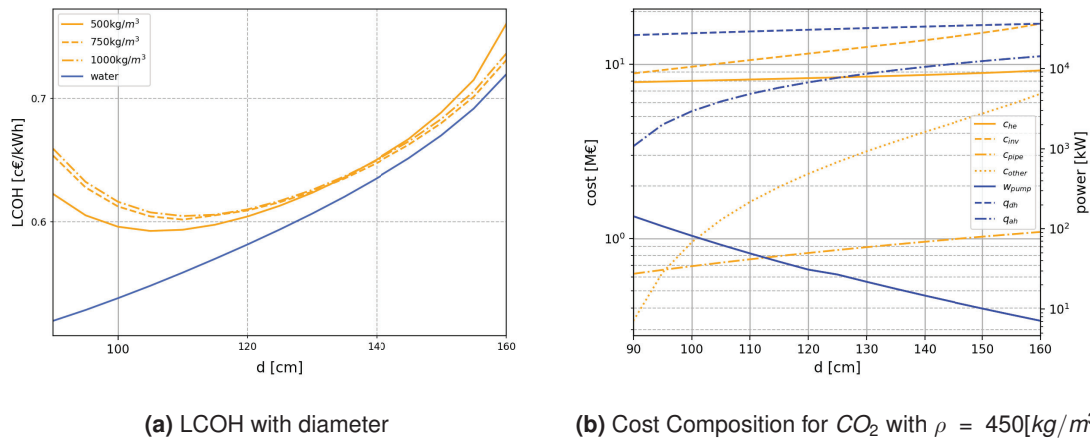 500kg/m³
750kg/m³
1000kg/m³
water
0.7
0.6
LCOH [c€/kWh]
100
120
140
160
d [cm]
(a) LCOH with diameter
10¹
10⁰
cost [M€]
c_he
c_inv
c_pipe
c_other
w_pump
q_dh
q_ah
10⁴
10³
10²
10¹
power [kW]
90
100
110
120
130
140
150
160
d [cm]
(b) Cost Composition for CO₂ with ρ = 450[kg/m³